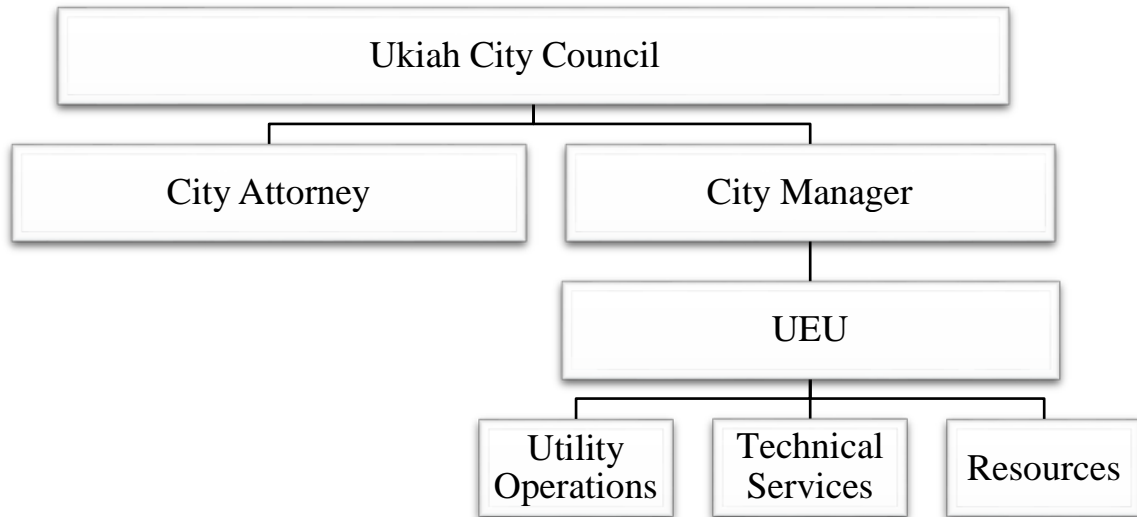 Ukiah City Council
City Attorney
City Manager
UEU
Utility
Operations
Technical
Services
Resources